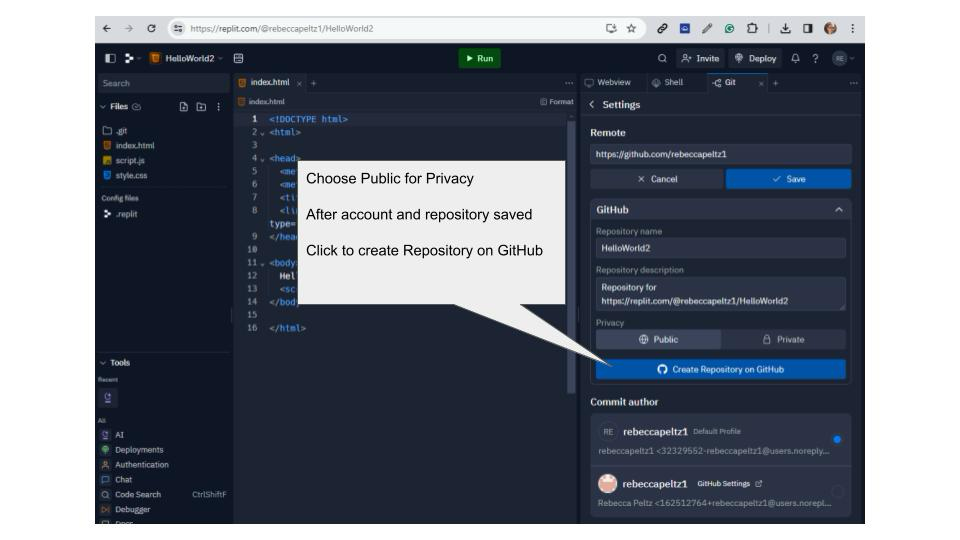 https://replit.com/@rebeccapeltz1/HelloWorld2
HelloWorld2
Run
Invite
Deploy
?
RE
Search
index.html × +
Webview
Shell
Git × +
Files
index.html
Format
Settings
.git
index.html
script.js
style.css
Config files
.replit
1 <!DOCTYPE html>
2 <html>
3
4 <head>
5 <me
6 <me
7 <ti
8 <li
type=
9 </hea
10
11 <body
12 Hel
13 <sc
14 </bod
15
16 </html>
Choose Public for Privacy
After account and repository saved
Click to create Repository on GitHub
Remote
https://github.com/rebeccapeltz1
× Cancel
✓ Save
GitHub
Repository name
HelloWorld2
Repository description
Repository for
https://replit.com/@rebeccapeltz1/HelloWorld2
Privacy
Public
Private
Create Repository on GitHub
Commit author
RE rebeccapeltz1 Default Profile
rebeccapeltz1 <32329552-rebeccapeltz1@users.noreply...
rebeccapeltz1 GitHub Settings
Rebecca Peltz <162512764+rebeccapeltz1@users.norepl...
Tools
Recent
All
AI
Deployments
Authentication
Chat
Code Search CtrlShiftF
Debugger
Docs